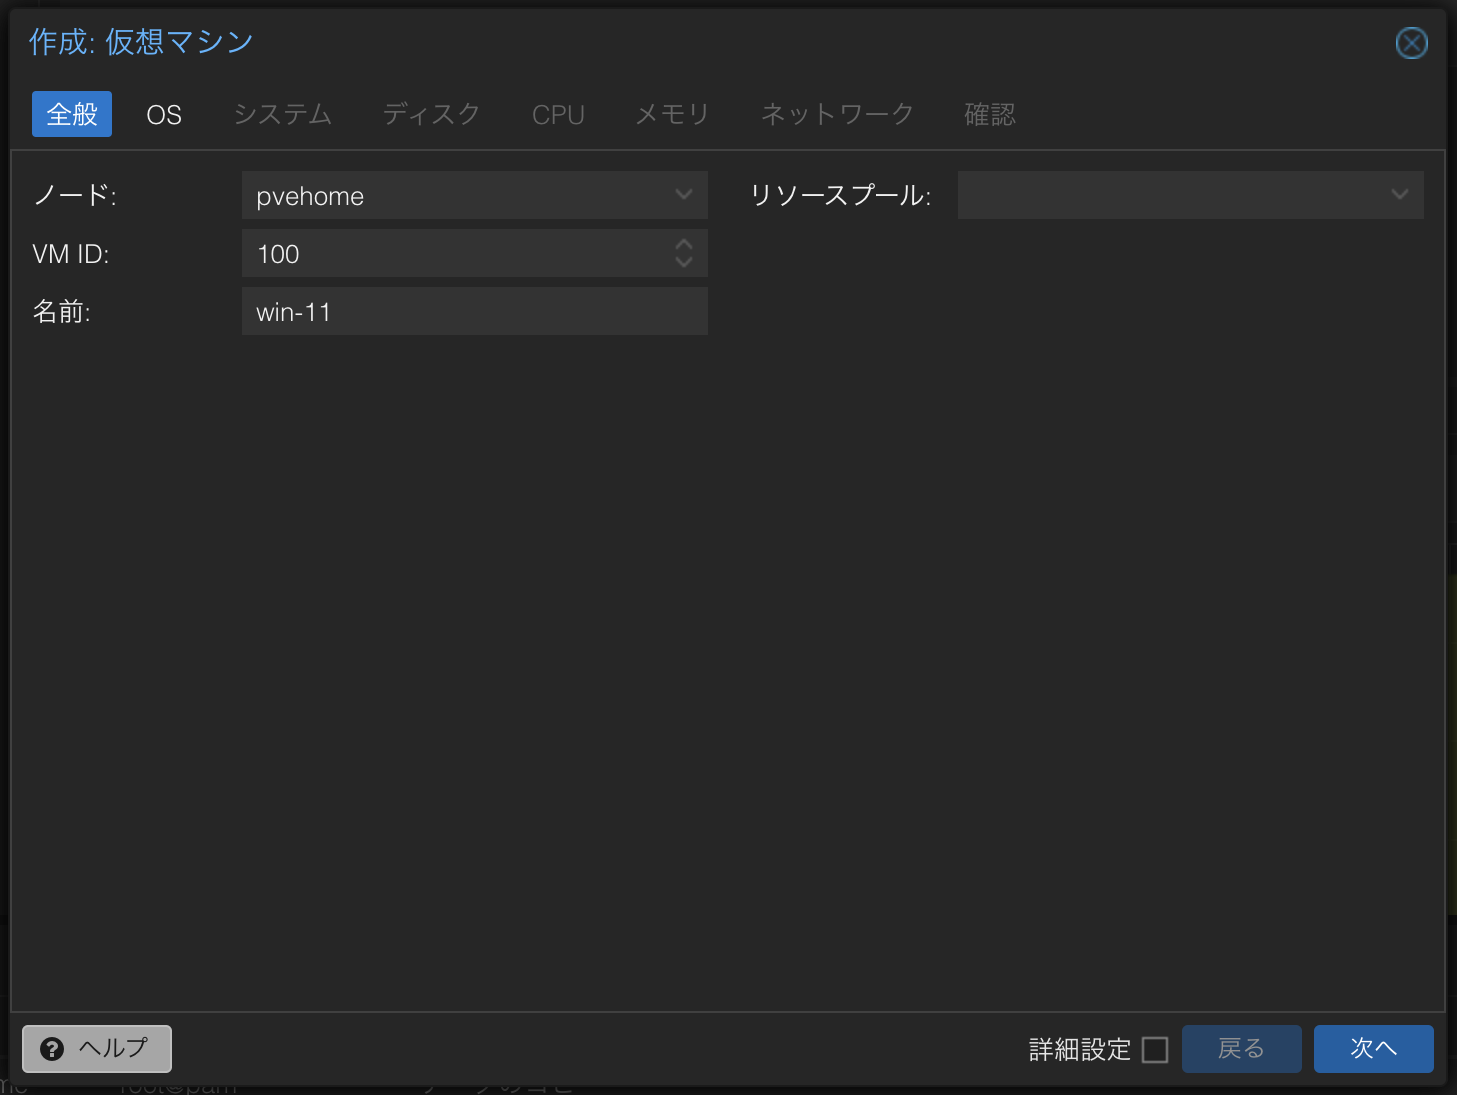 作成: 仮想マシン
全般 OS システム ディスク CPU メモリ ネットワーク 確認
ノード: pvehome リソースプール:
VM ID: 100
名前: win-11
ヘルプ 詳細設定 戻る 次へ